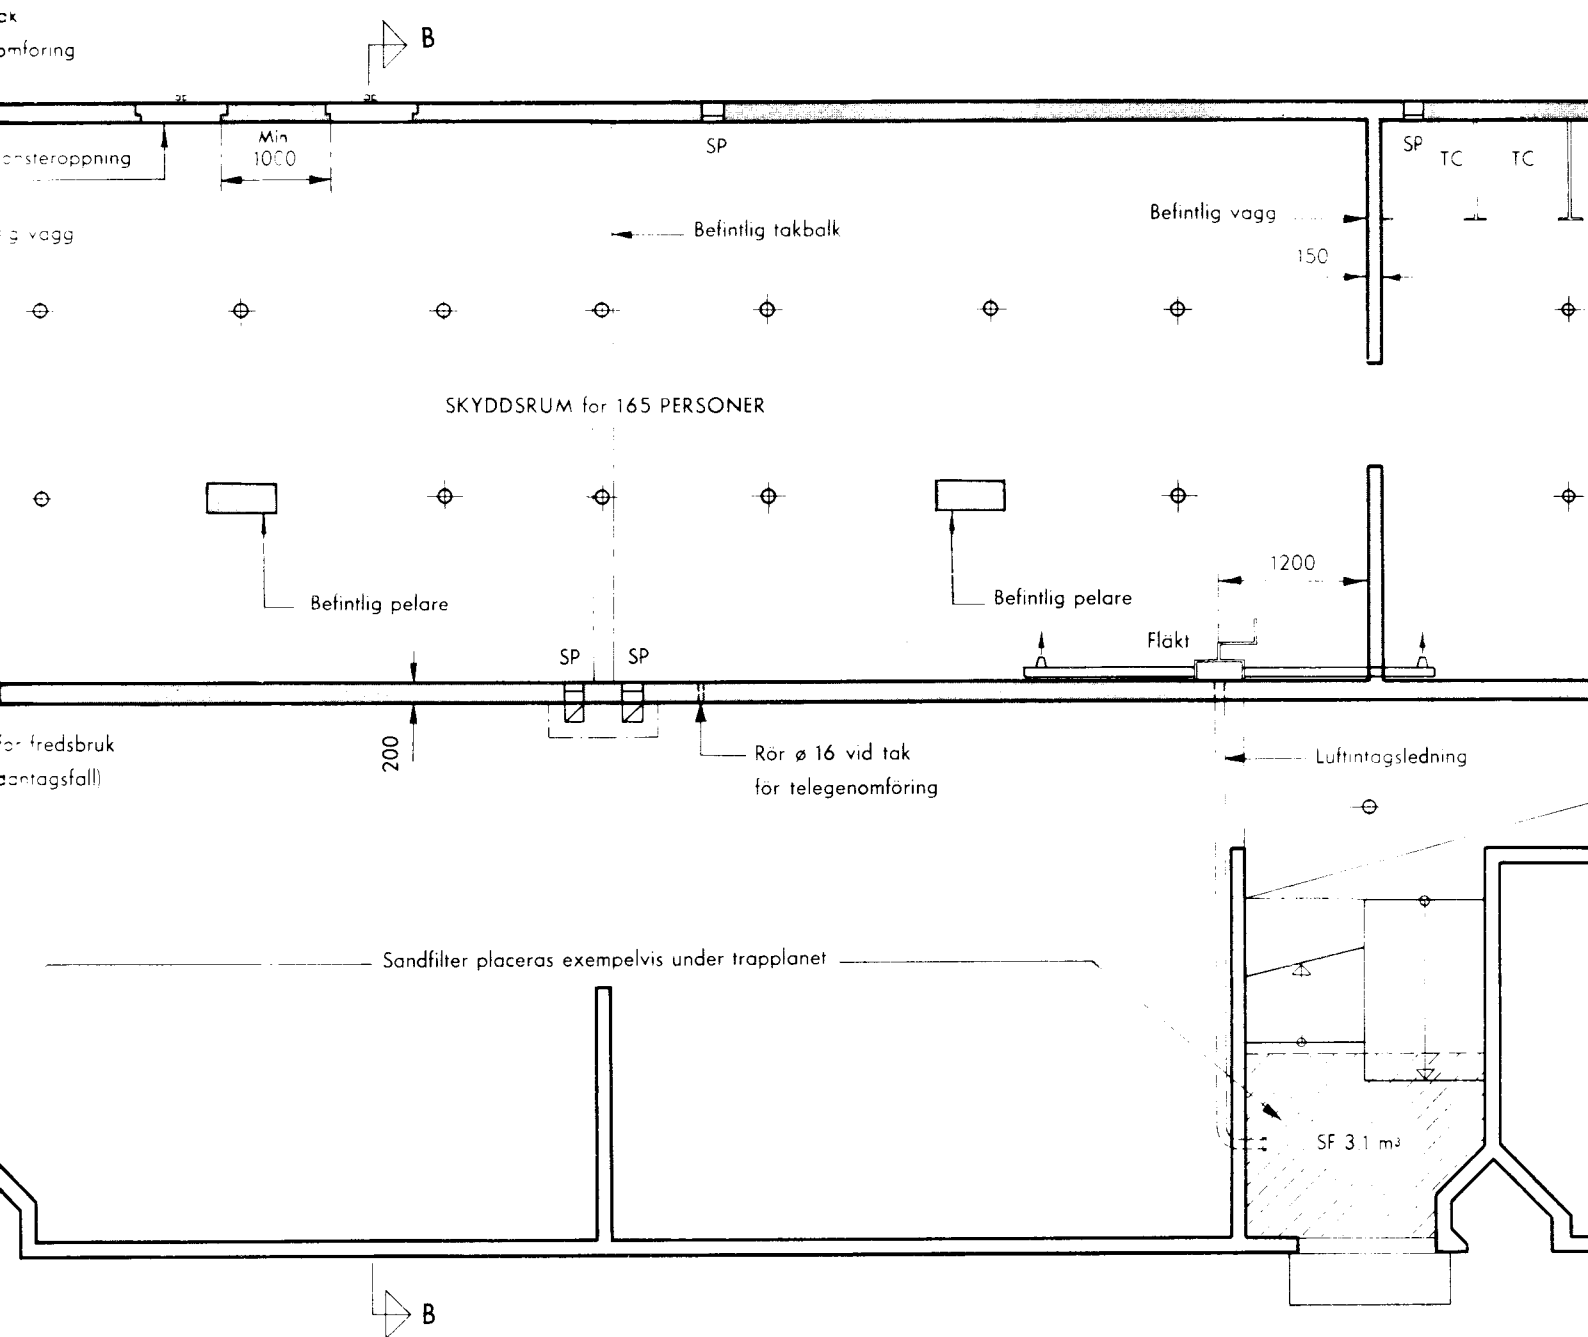 B
Min
1000
SP
SP
TC
TC
Befintlig vagg
vagg
Befintlig takbalk
150
SKYDDSRUM for 165 PERSONER
1200
Befintlig pelare
Befintlig pelare
Fläkt
SP
SP
200
fredsbruk
Rör ø 16 vid tak
för telegenomföring
Luftintagsledning
Sandfilter placeras exempelvis under trapplanet
SF 3.1 m³
B